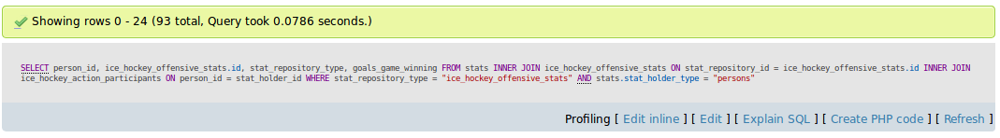 Showing rows 0 - 24 (93 total, Query took 0.0786 seconds.)
SELECT person_id, ice_hockey_offensive_stats.id, stat_repository_type, goals_game_winning FROM stats INNER JOIN ice_hockey_offensive_stats ON stat_repository_id = ice_hockey_offensive_stats.id INNER JOIN
ice_hockey_action_participants ON person_id = stat_holder_id WHERE stat_repository_type = "ice_hockey_offensive_stats" AND stats.stat_holder_type = "persons"
Profiling [ Edit inline ] [ Edit ] [ Explain SQL ] [ Create PHP code ] [ Refresh ]